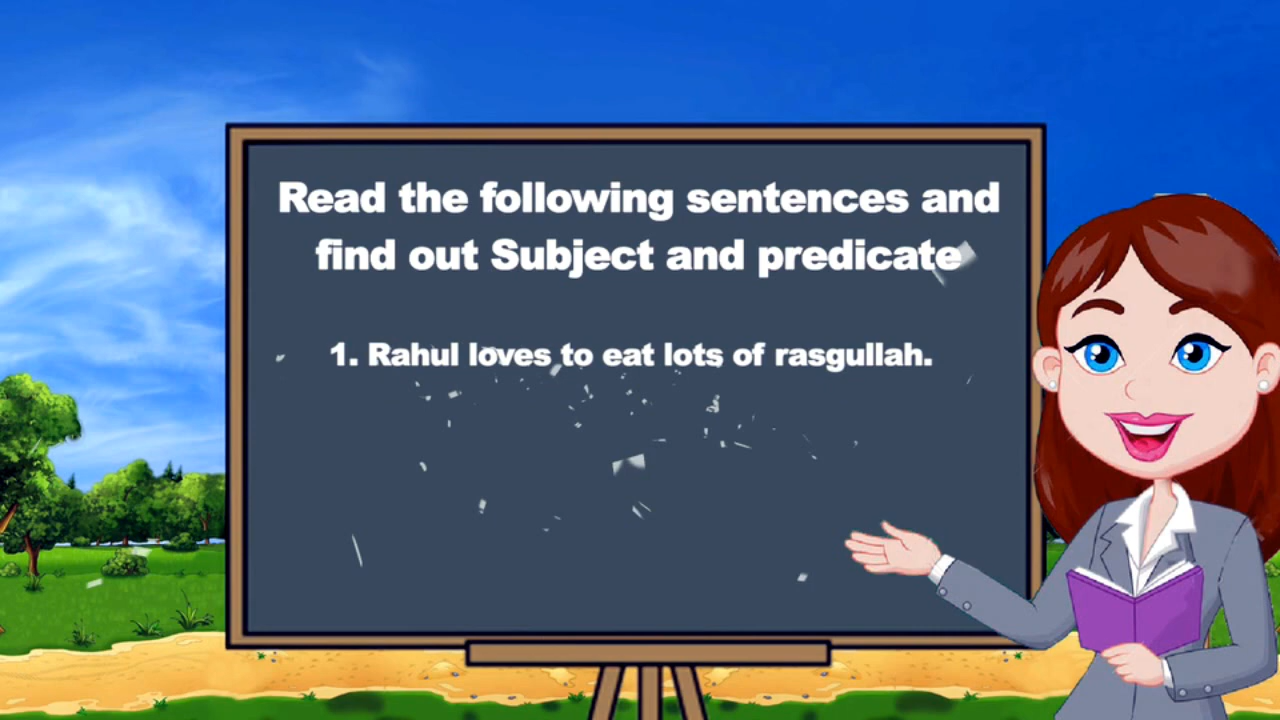 Read the following sentences and
find out Subject and predicate
1. Rahul loves to eat lots of rasgullah.